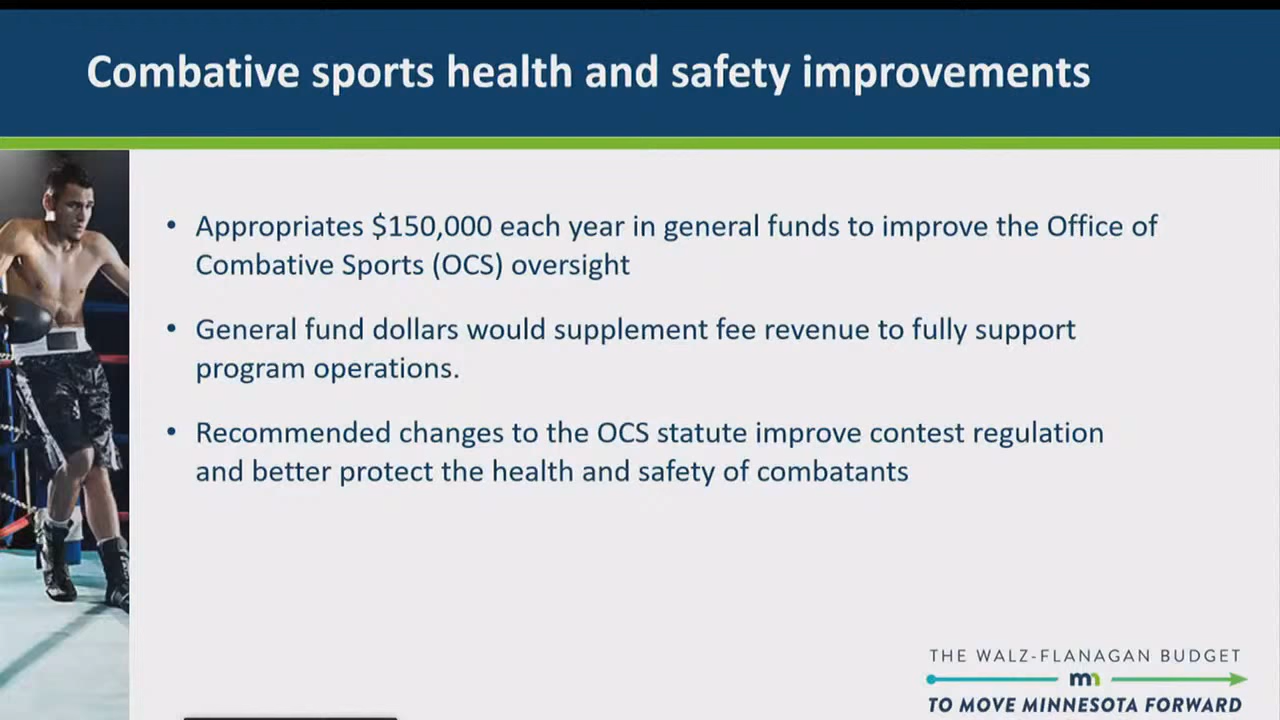 Combative sports health and safety improvements
• Appropriates $150,000 each year in general funds to improve the Office of
Combative Sports (OCS) oversight
• General fund dollars would supplement fee revenue to fully support
program operations.
• Recommended changes to the OCS statute improve contest regulation
and better protect the health and safety of combatants
THE WALZ-FLANAGAN BUDGET
mn
TO MOVE MINNESOTA FORWARD